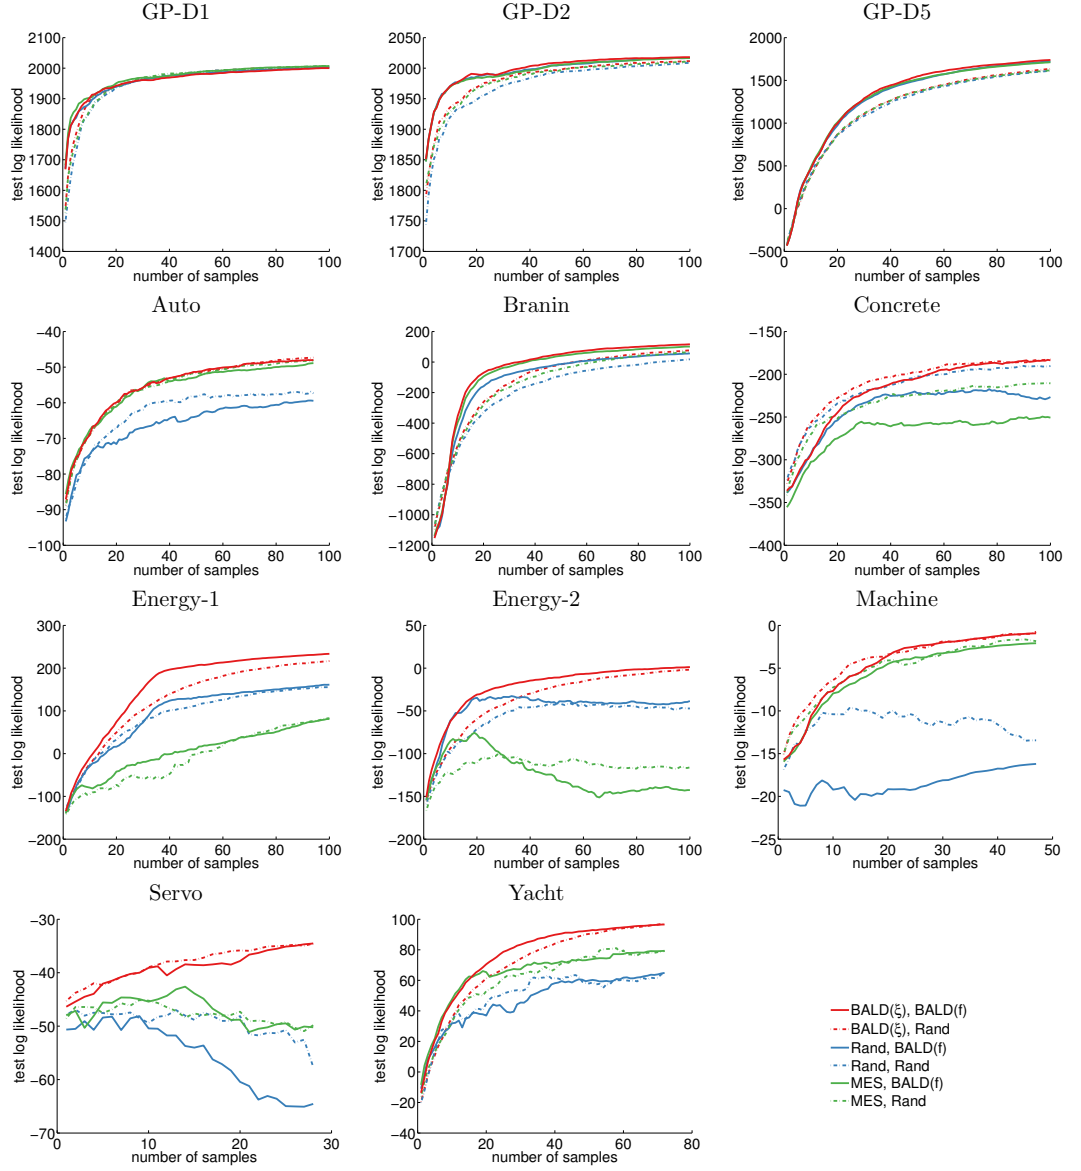 GP-D1
GP-D2
GP-D5
2100
2000
1900
1800
1700
1600
1500
1400
test log likelihood
0 20 40 60 80 100
number of samples
2050
2000
1950
1900
1850
1800
1750
1700
test log likelihood
0 20 40 60 80 100
number of samples
2000
1500
1000
500
0
−500
test log likelihood
0 20 40 60 80 100
number of samples
Auto
Branin
Concrete
−40
−50
−60
−70
−80
−90
−100
test log likelihood
0 20 40 60 80 100
number of samples
200
0
−200
−400
−600
−800
−1000
−1200
test log likelihood
0 20 40 60 80 100
number of samples
−150
−200
−250
−300
−350
−400
test log likelihood
0 20 40 60 80 100
number of samples
Energy-1
Energy-2
Machine
300
200
100
0
−100
−200
test log likelihood
0 20 40 60 80 100
number of samples
50
0
−50
−100
−150
−200
test log likelihood
0 20 40 60 80 100
number of samples
0
−5
−10
−15
−20
−25
test log likelihood
0 10 20 30 40 50
number of samples
Servo
Yacht
−30
−40
−50
−60
−70
test log likelihood
0 10 20 30
number of samples
100
80
60
40
20
0
−20
−40
test log likelihood
0 20 40 60 80
number of samples
BALD(ξ), BALD(f)
BALD(ξ), Rand
Rand, BALD(f)
Rand, Rand
MES, BALD(f)
MES, Rand